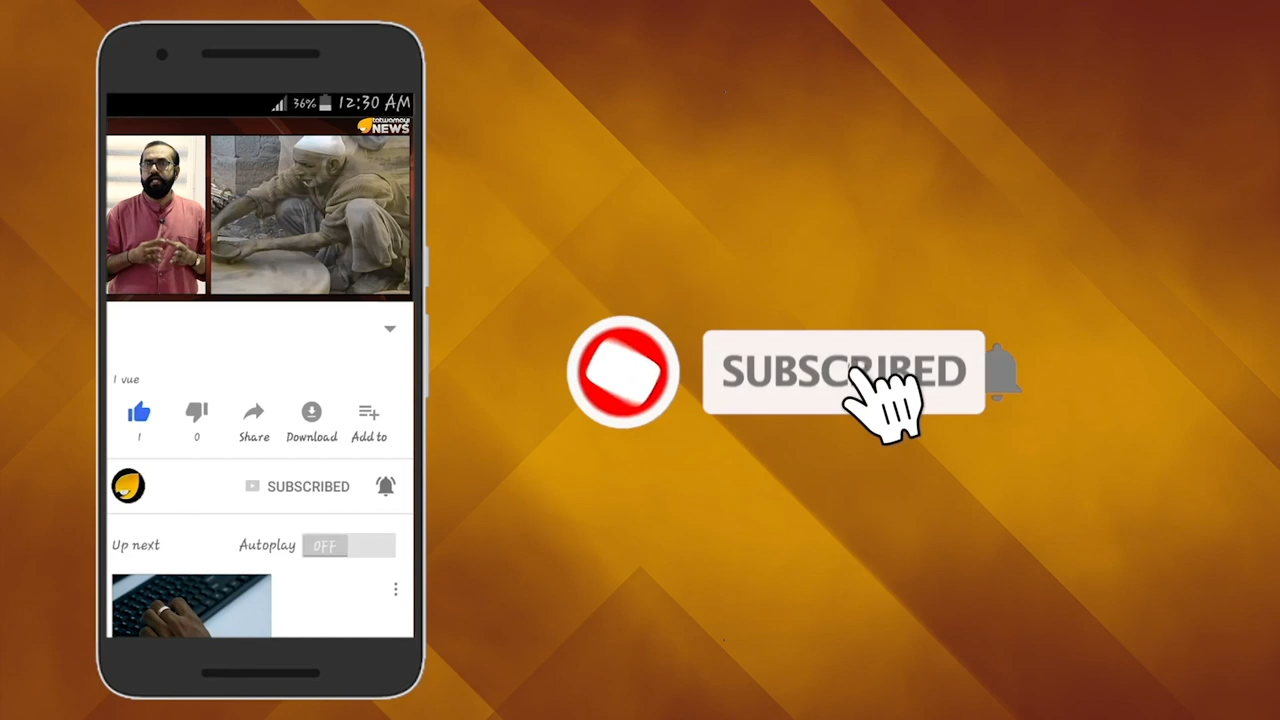 36% 12:30 AM
tatwamayi
NEWS
1 vue
1
0
Share
Download
Add to
SUBSCRIBED
Up next
Autoplay
OFF
SUBSCRIBED